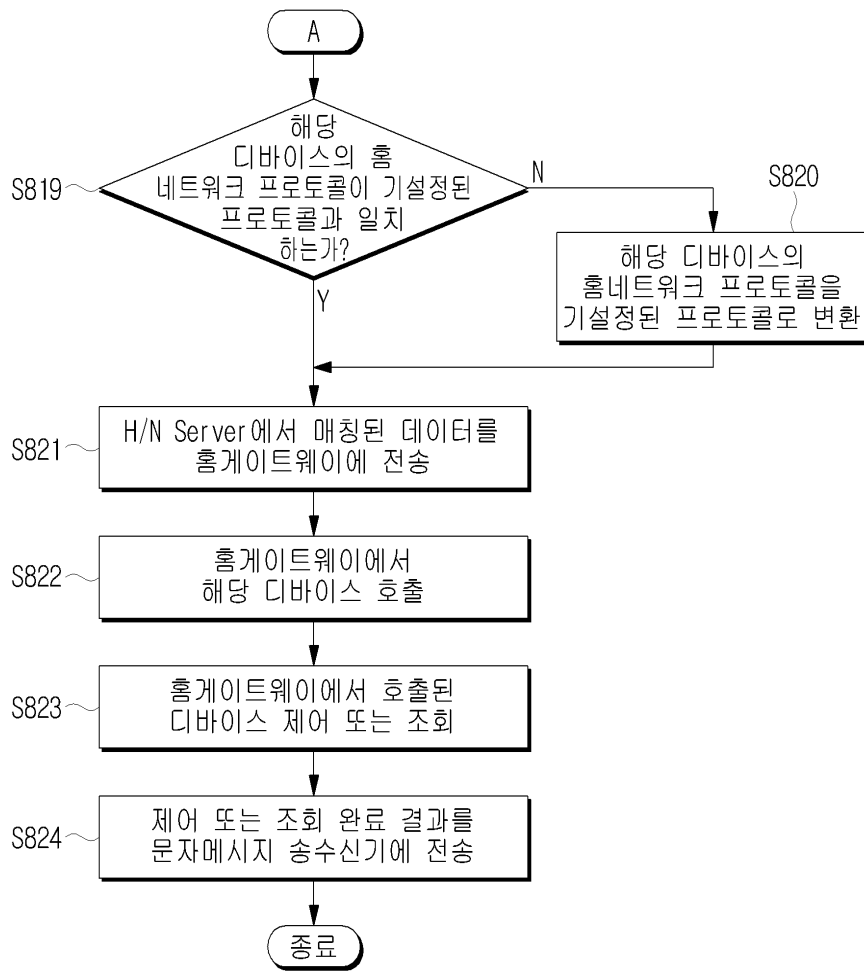 A
해당
디바이스의 홈
네트워크 프로토콜이 기설정된
프로토콜과 일치
하는가?
S819
N
Y
S820
해당 디바이스의
홈네트워크 프로토콜을
기설정된 프로토콜로 변환
S821
H/N Server에서 매칭된 데이터를
홈게이트웨이에 전송
S822
홈게이트웨이에서
해당 디바이스 호출
S823
홈게이트웨이에서 호출된
디바이스 제어 또는 조회
S824
제어 또는 조회 완료 결과를
문자메시지 송수신기에 전송
종료